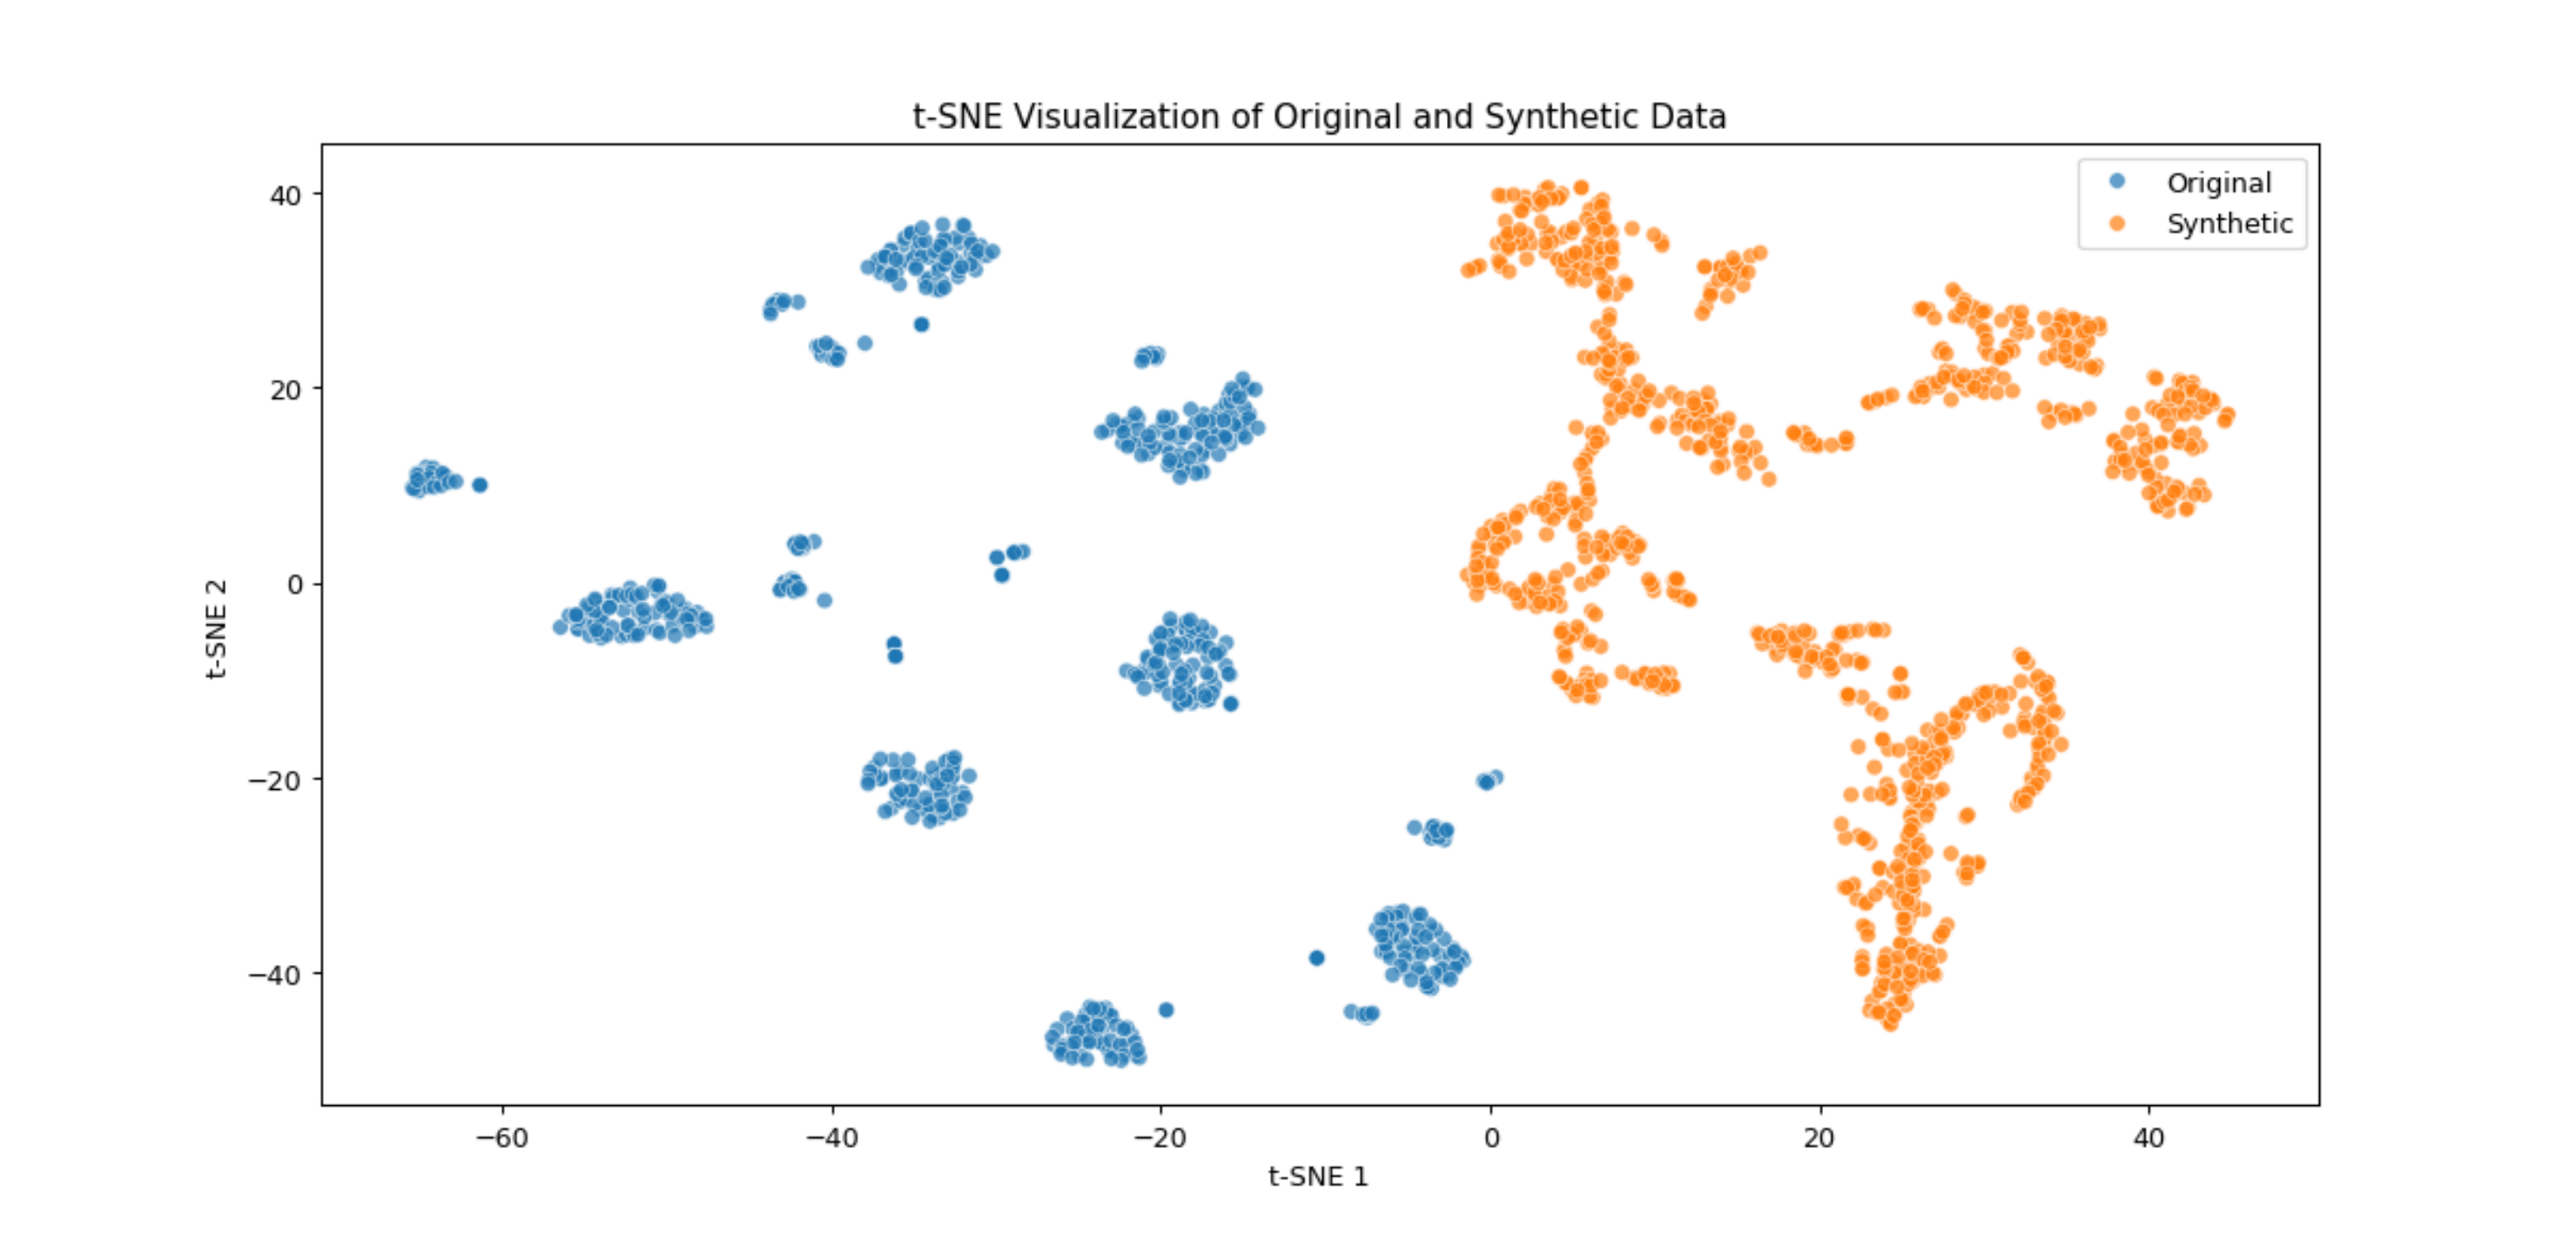 t-SNE Visualization of Original and Synthetic Data
Original
Synthetic
40
20
0
−20
−40
t-SNE 2
−60
−40
−20
0
20
40
t-SNE 1